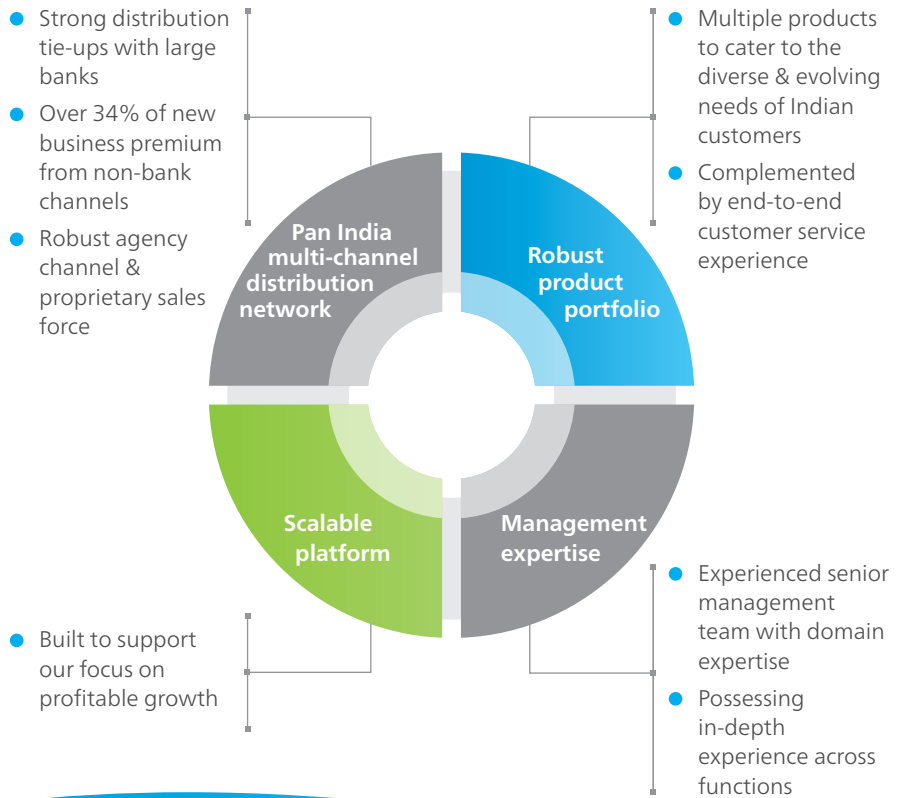 Strong distribution
tie-ups with large
banks
Over 34% of new
business premium
from non-bank
channels
Robust agency
channel &
proprietary sales
force
Pan India
multi-channel
distribution
network
Multiple products
to cater to the
diverse & evolving
needs of Indian
customers
Complemented
by end-to-end
customer service
experience
Robust
product
portfolio
Scalable
platform
Built to support
our focus on
profitable growth
Management
expertise
Experienced senior
management
team with domain
expertise
Possessing
in-depth
experience across
functions